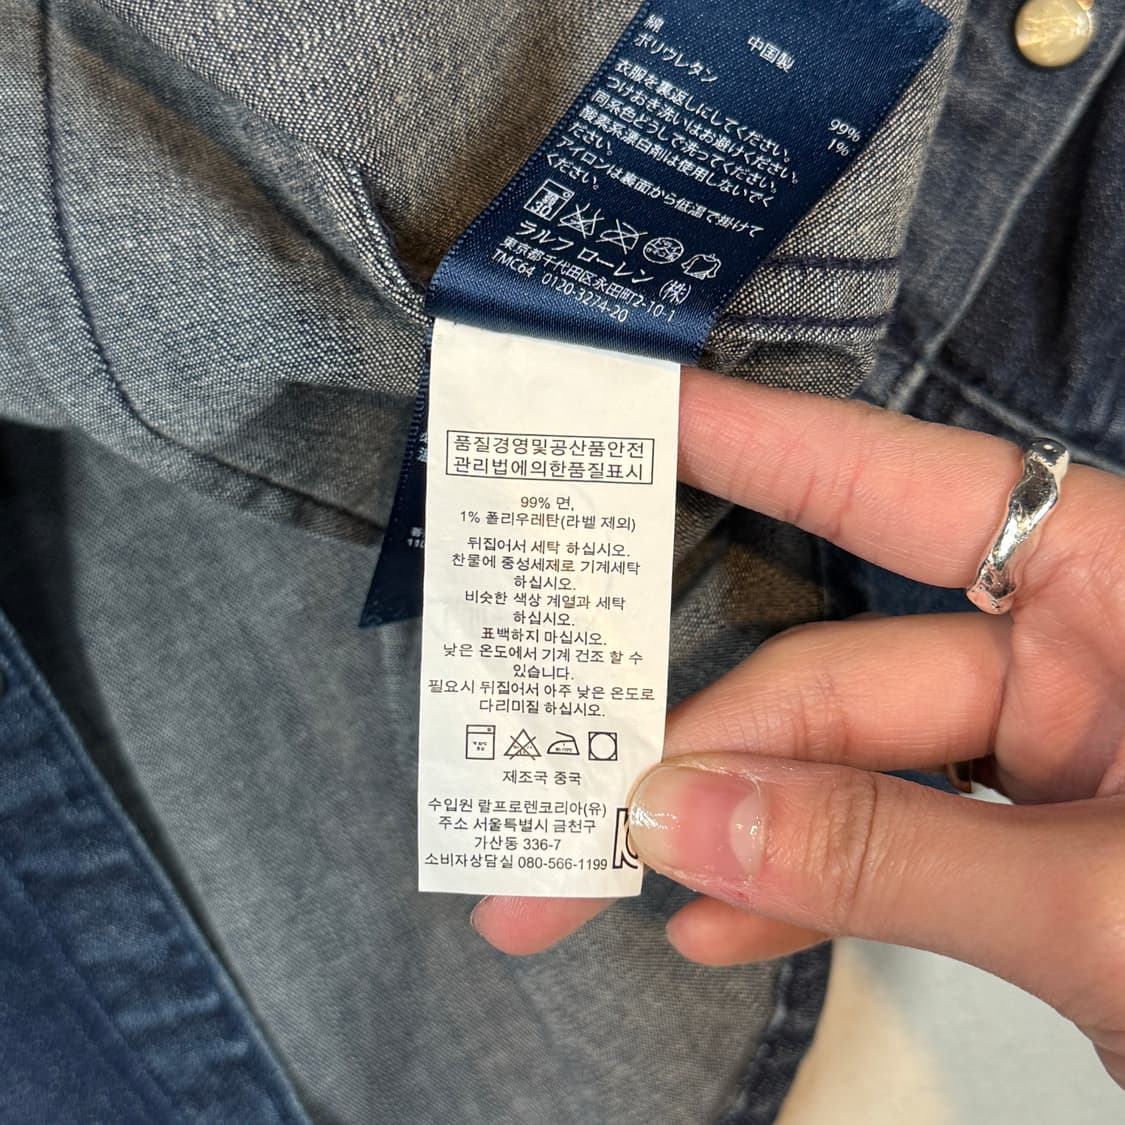 綿
中国製
ポリウレタン
99%
1%
衣服を裏返しにしてください。
つけおき洗いはお避けください。
同系色どうしで洗ってください。
酸素系漂白剤は使用しないでく
ださい。
アイロンは裏面から低温で掛けて
ください。
30
ラルフ ローレン (株)
東京都千代田区永田町2-10-1
TMC64 0120-3274-20
품질경영및공산품안전
관리법에의한품질표시
99% 면,
1% 폴리우레탄(라벨 제외)
뒤집어서 세탁 하십시오.
찬물에 중성세제로 기계세탁
하십시오.
비슷한 색상 계열과 세탁
하십시오.
표백하지 마십시오.
낮은 온도에서 기계 건조 할 수
있습니다.
필요시 뒤집어서 아주 낮은 온도로
다리미질 하십시오.
제조국 중국
수입원 랄프로렌코리아(유)
주소 서울특별시 금천구
가산동 336-7
소비자상담실 080-566-1199